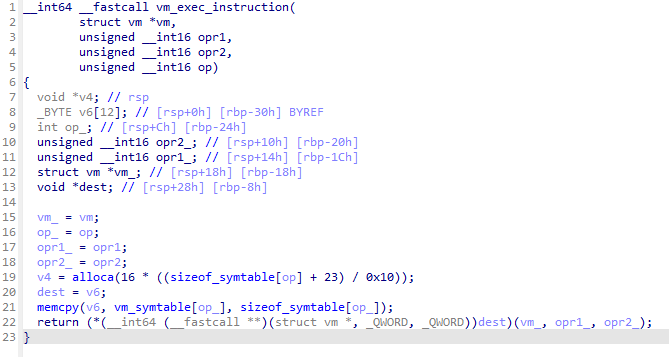 1 __int64 __fastcall vm_exec_instruction(
2 struct vm *vm,
3 unsigned __int16 opr1,
4 unsigned __int16 opr2,
5 unsigned __int16 op)
6 {
7 void *v4; // rsp
8 _BYTE v6[12]; // [rsp+0h] [rbp-30h] BYREF
9 int op_; // [rsp+Ch] [rbp-24h]
10 unsigned __int16 opr2_; // [rsp+10h] [rbp-20h]
11 unsigned __int16 opr1_; // [rsp+14h] [rbp-1Ch]
12 struct vm *vm_; // [rsp+18h] [rbp-18h]
13 void *dest; // [rsp+28h] [rbp-8h]
14
15 vm_ = vm;
16 op_ = op;
17 opr1_ = opr1;
18 opr2_ = opr2;
19 v4 = alloca(16 * ((sizeof_symtable[op] + 23) / 0x10));
20 dest = v6;
21 memcpy(v6, vm_symtable[op_], sizeof_symtable[op_]);
22 return (*(__int64 (__fastcall **)(struct vm *, _QWORD, _QWORD))dest)(vm_, opr1_, opr2_);
23 }